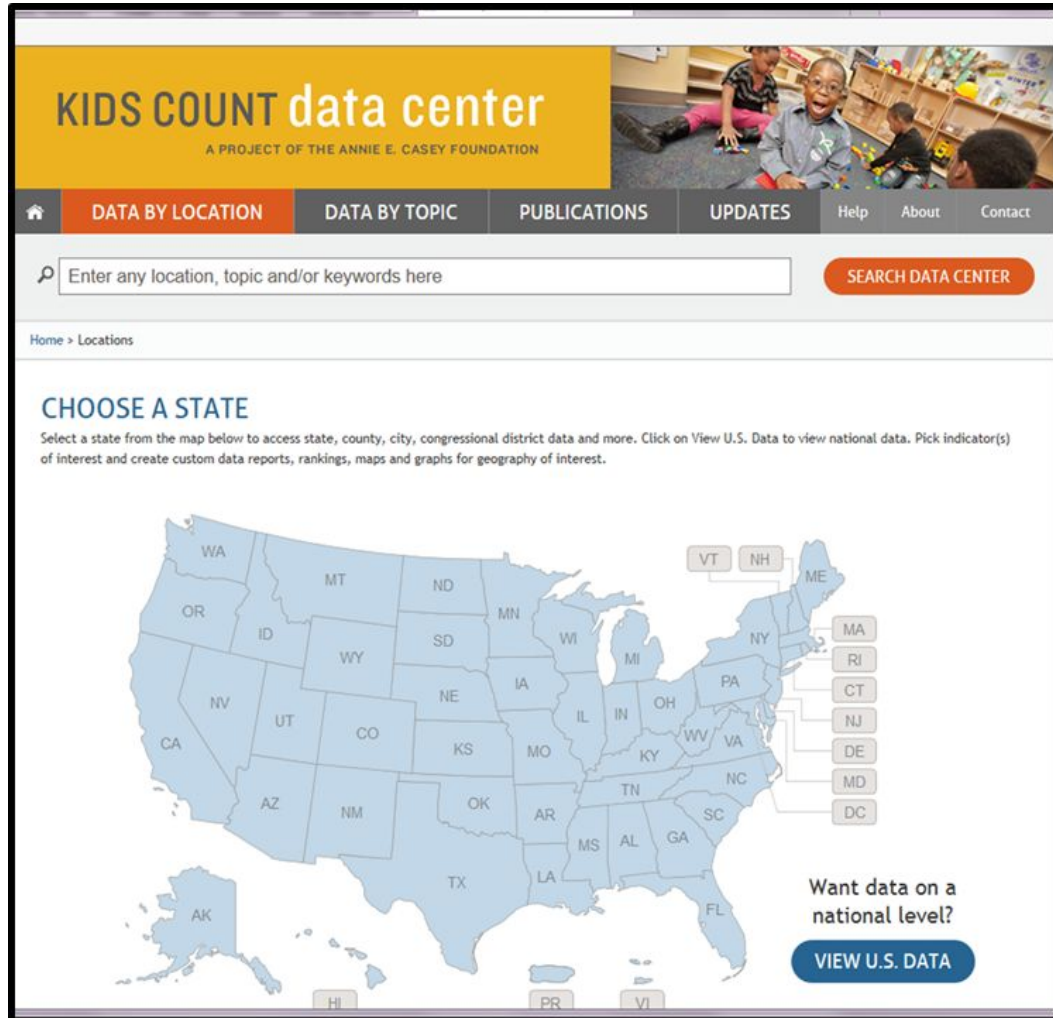 KIDS COUNT data center
A PROJECT OF THE ANNIE E. CASEY FOUNDATION
DATA BY LOCATION DATA BY TOPIC PUBLICATIONS UPDATES Help About Contact
Enter any location, topic and/or keywords here SEARCH DATA CENTER
Home > Locations
CHOOSE A STATE
Select a state from the map below to access state, county, city, congressional district data and more. Click on View U.S. Data to view national data. Pick indicator(s)
of interest and create custom data reports, rankings, maps and graphs for geography of interest.
WA
VT NH
MT
ND
ME
OR
MN
ID
SD
WI
NY
MA
WY
MI
RI
NE
IA
PA
CT
NV
UT
CO
IL
IN
OH
NJ
CA
KS
MO
KY
WV
VA
DE
AZ
NM
OK
TN
NC
MD
AR
SC
DC
MS
AL
GA
TX
LA
Want data on a
national level?
AK
FL
VIEW U.S. DATA
HI
PR
VI